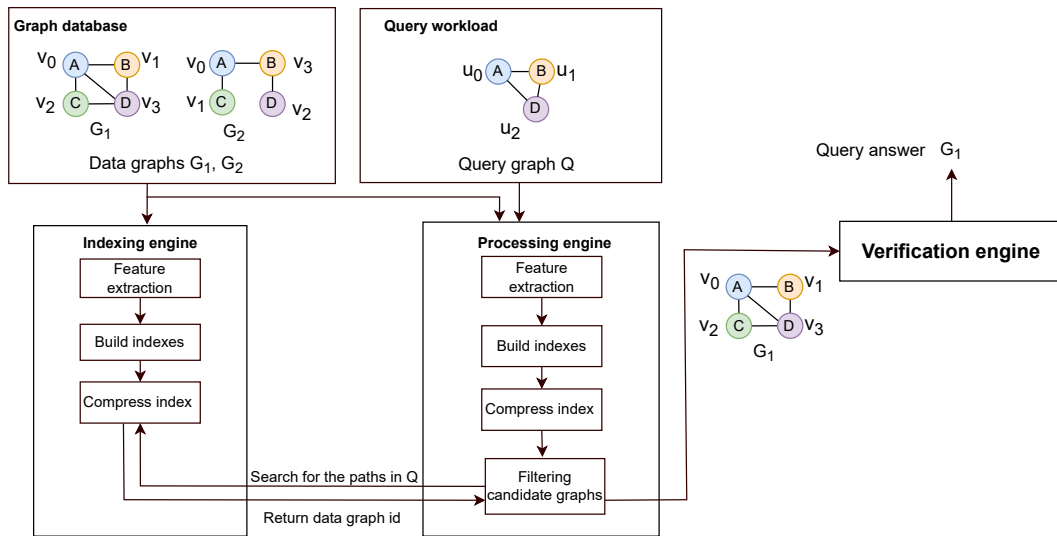 Graph database
v0 A B v1
v2 C D v3
G1
v0 A B v3
v1 C D v2
G2
Data graphs G1, G2
Query workload
u0 A B u1
D
u2
Query graph Q
Query answer G1
Indexing engine
Feature
extraction
Build indexes
Compress index
Processing engine
Feature
extraction
Build indexes
Compress index
Filtering
candidate graphs
Search for the paths in Q
Return data graph id
Verification engine
v0 A B v1
v2 C D v3
G1